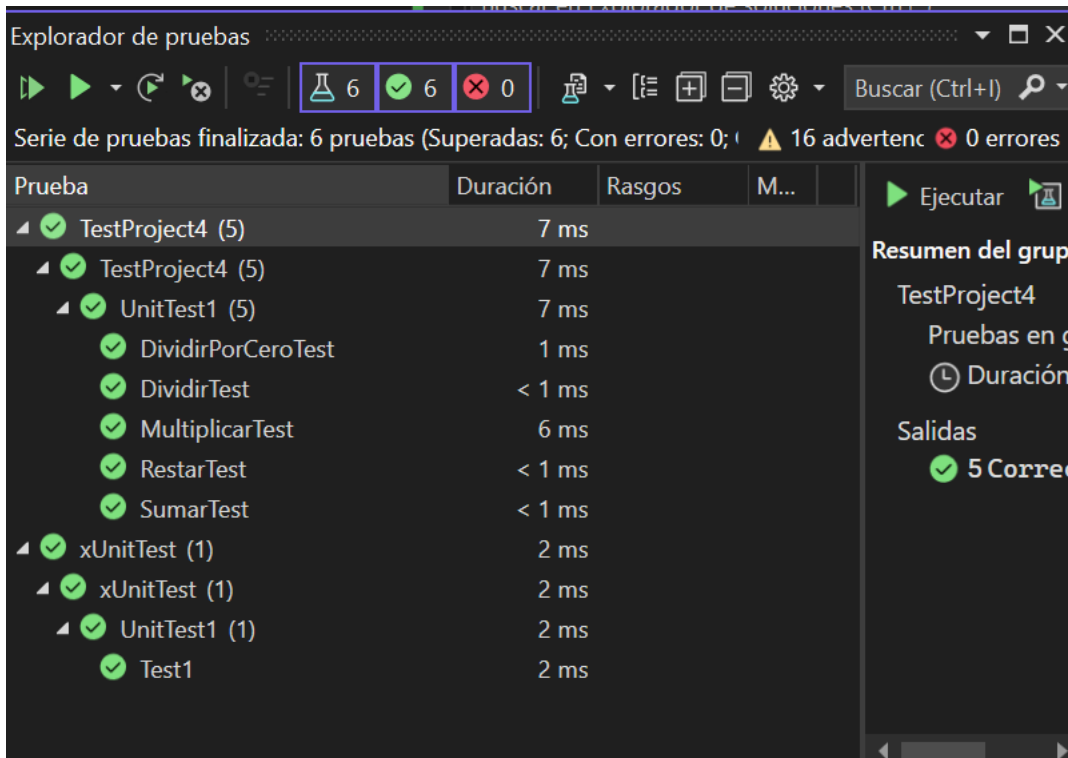 Explorador de pruebas
6 6 0 Buscar (Ctrl+I)
Serie de pruebas finalizada: 6 pruebas (Superadas: 6; Con errores: 0; 16 advertenc 0 errores
Prueba Duración Rasgos M...
Ejecutar
TestProject4 (5) 7 ms
Resumen del grup
TestProject4 (5) 7 ms
TestProject4
UnitTest1 (5) 7 ms
Pruebas en g
DividirPorCeroTest 1 ms
Duración
DividirTest < 1 ms
MultiplicarTest 6 ms
Salidas
RestarTest < 1 ms
5 Corre
SumarTest < 1 ms
xUnitTest (1) 2 ms
xUnitTest (1) 2 ms
UnitTest1 (1) 2 ms
Test1 2 ms